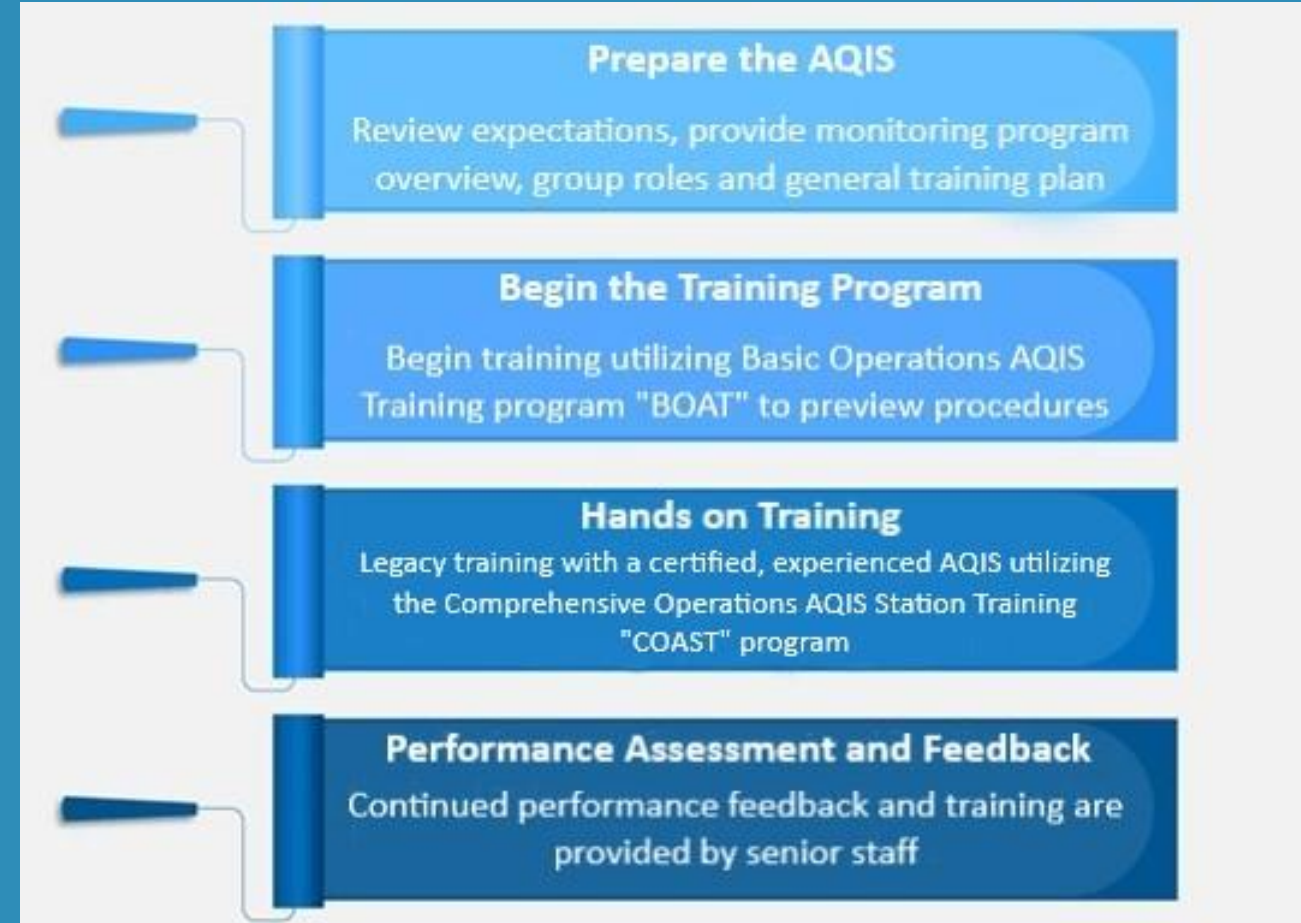 Prepare the AQIS
Review expectations, provide monitoring program
overview, group roles and general training plan
Begin the Training Program
Begin training utilizing Basic Operations AQIS
Training program "BOAT" to preview procedures
Hands on Training
Legacy training with a certified, experienced AQIS utilizing
the Comprehensive Operations AQIS Station Training
"COAST" program
Performance Assessment and Feedback
Continued performance feedback and training are
provided by senior staff